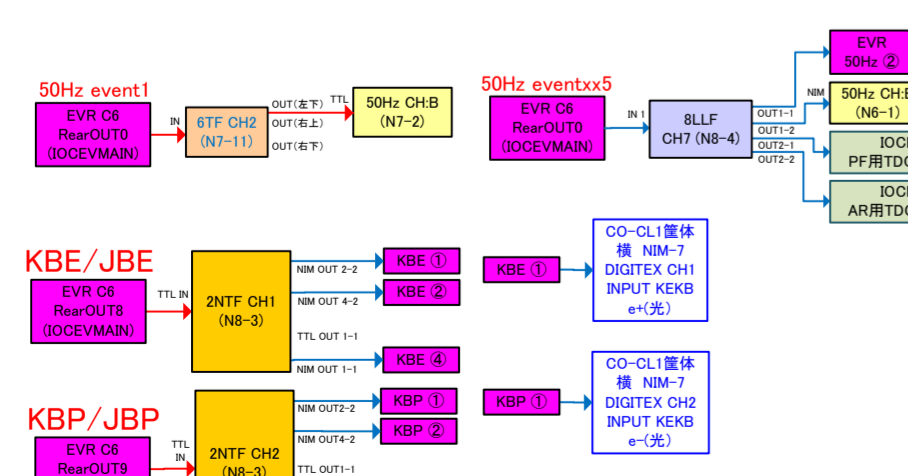 50Hz event1
EVR C6
RearOUT0
(IOCEVMAIN)
IN
6TF CH2
(N7-11)
OUT(左下)
TTL
OUT(右上)
OUT(右下)
50Hz CH:B
(N7-2)
50Hz eventxx5
EVR C6
RearOUT0
(IOCEVMAIN)
IN 1
8LLF
CH7 (N8-4)
OUT1-1
OUT1-2
OUT2-1
OUT2-2
NIM
EVR
50Hz ②
50Hz CH:E
(N6-1)
PF用TDC
AR用TDC
KBE/JBE
EVR C6
RearOUT8
(IOCEVMAIN)
TTL IN
2NTF CH1
(N8-3)
NIM OUT 2-2
NIM OUT 4-2
TTL OUT 1-1
NIM OUT 1-1
KBE ①
KBE ②
KBE ④
KBE ①
CO-CL1筐体
横 NIM-7
DIGITEX CH1
INPUT KEKB
e+(光)
KBP/JBP
EVR C6
RearOUT9
TTL
IN
2NTF CH2
(N8-3)
NIM OUT2-2
NIM OUT4-2
TTL OUT1-1
KBP ①
KBP ②
KBP ①
CO-CL1筐体
横 NIM-7
DIGITEX CH2
INPUT KEKB
e-(光)